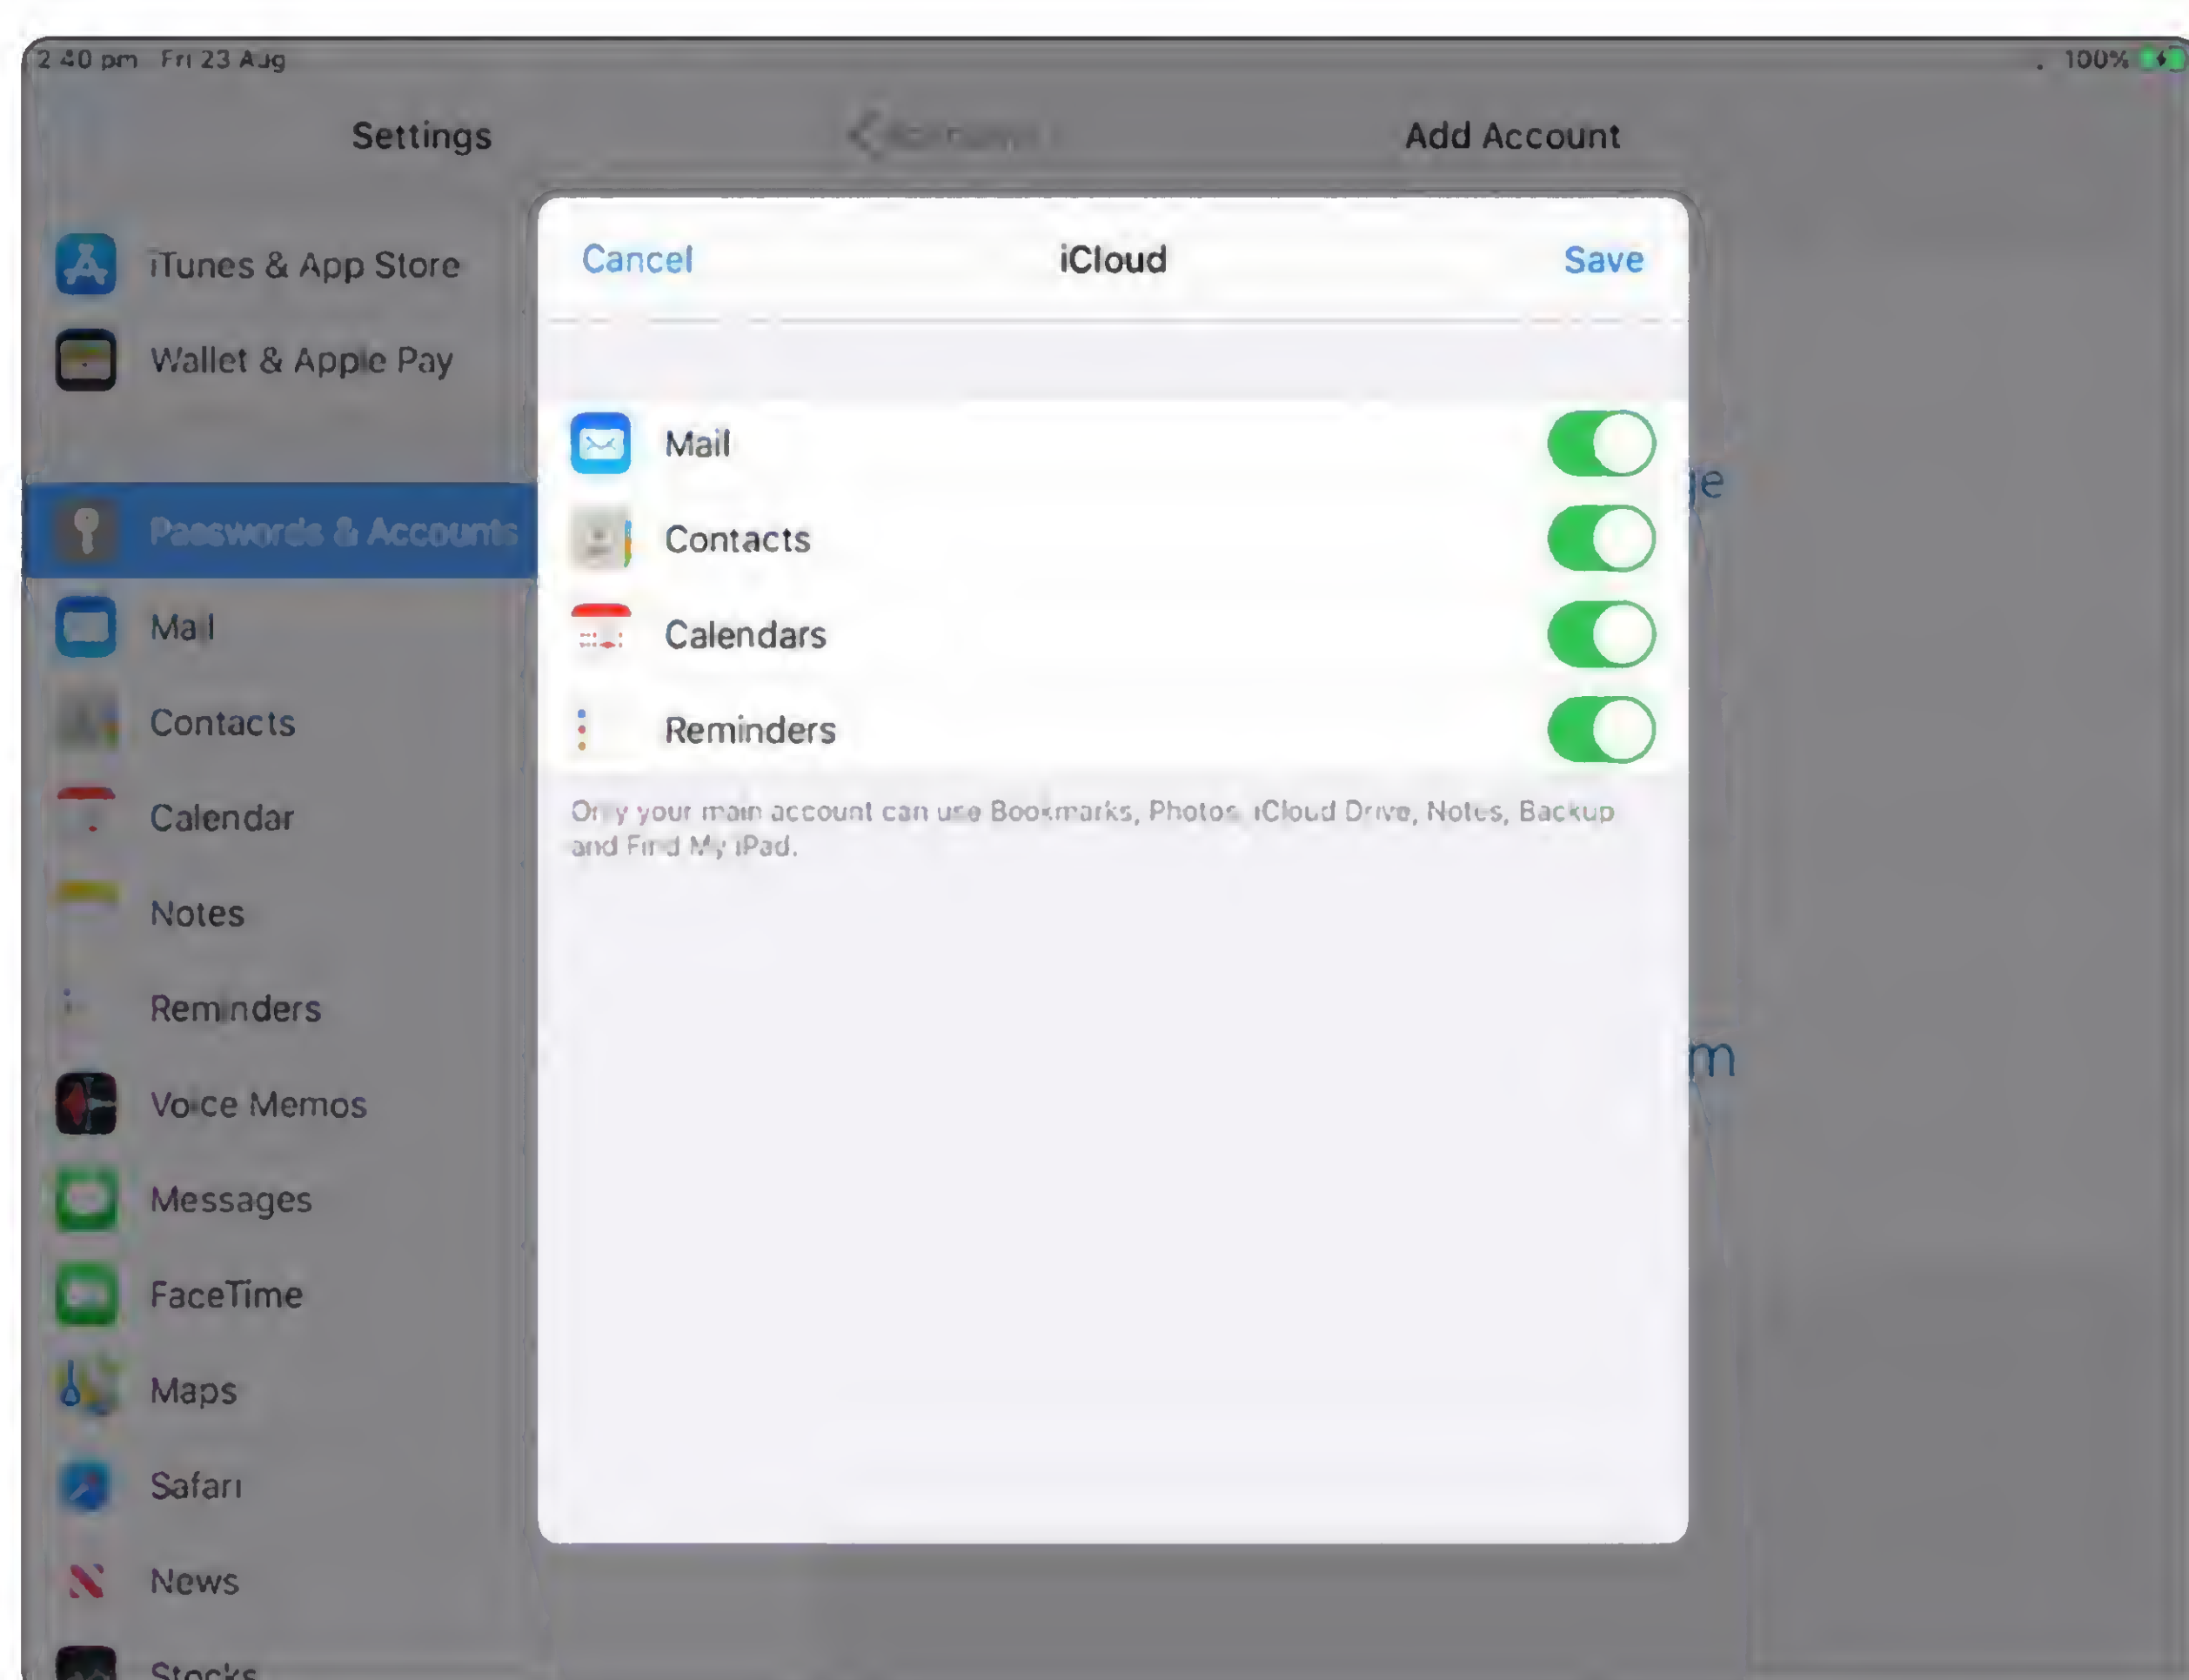 2:40 pm Fri 23 Aug
100%
Settings
Add Account
iTunes & App Store
Wallet & Apple Pay
Passwords & Accounts
Mail
Contacts
Calendar
Notes
Reminders
Voice Memos
Messages
FaceTime
Maps
Safari
News
Stocks
Cancel
iCloud
Save
Mail
Contacts
Calendars
Reminders
Only your main account can use Bookmarks, Photos, iCloud Drive, Notes, Backup
and Find My iPad.
m